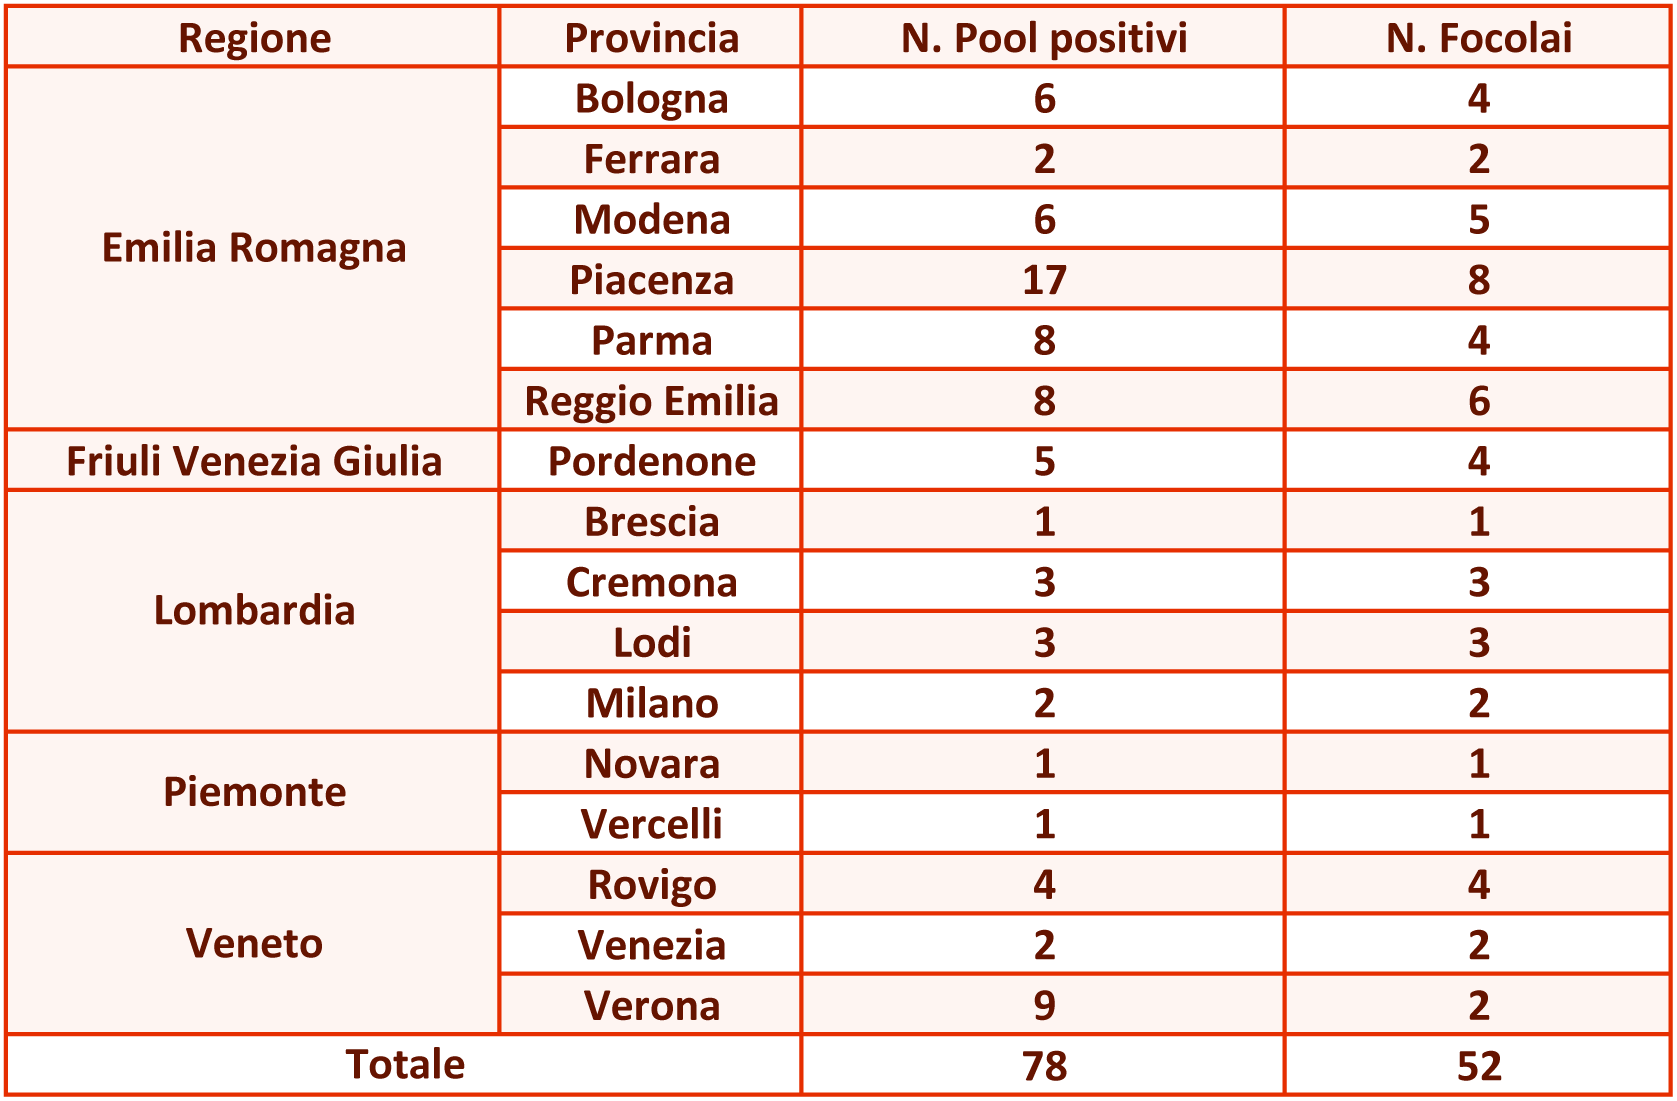 Regione Provincia N. Pool positivi N. Focolai
Emilia Romagna Bologna 6 4
Ferrara 2 2
Modena 6 5
Piacenza 17 8
Parma 8 4
Reggio Emilia 8 6
Friuli Venezia Giulia Pordenone 5 4
Lombardia Brescia 1 1
Cremona 3 3
Lodi 3 3
Milano 2 2
Piemonte Novara 1 1
Vercelli 1 1
Veneto Rovigo 4 4
Venezia 2 2
Verona 9 2
Totale 78 52